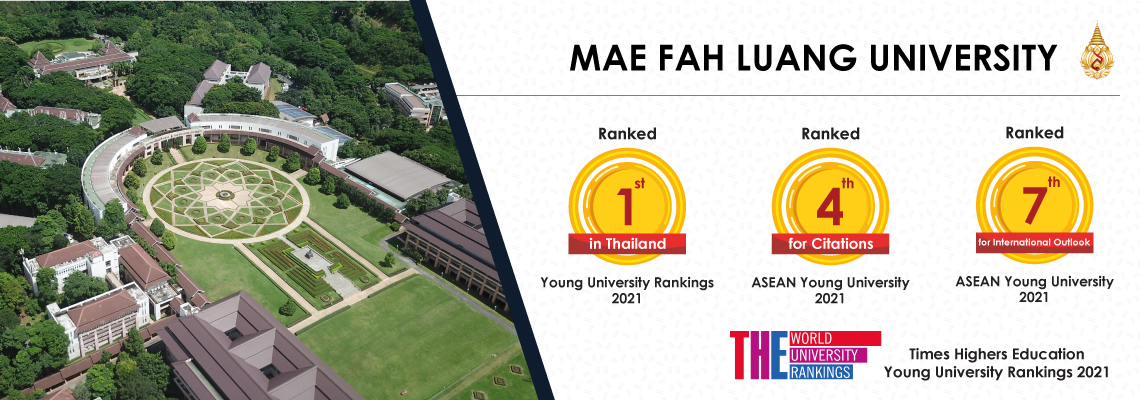 MAE FAH LUANG UNIVERSITY
Ranked
1st
in Thailand
Young University Rankings
2021
Ranked
4th
for Citations
ASEAN Young University
2021
Ranked
7th
for International Outlook
ASEAN Young University
2021
THE WORLD
UNIVERSITY
RANKINGS
Times Highers Education
Young University Rankings 2021